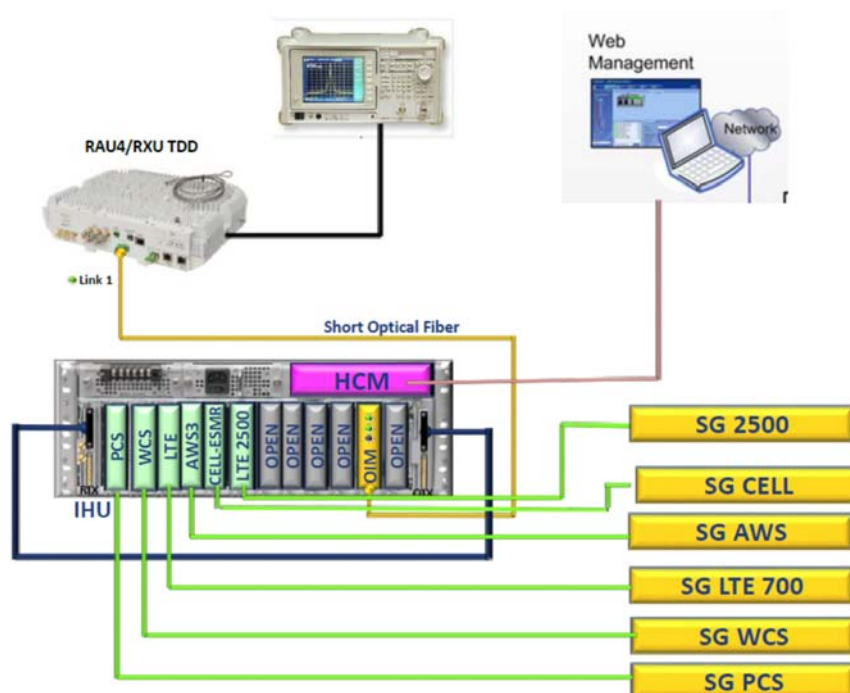 Web
Management
Network
RAU4/RXU TDD
Link 1
Short Optical Fiber
HCM
PCS
WCS
LTE
AWS3
CELL-ESMR
LTE 2500
OPEN
OPEN
OPEN
OPEN
OIM
OPEN
IHU
SG 2500
SG CELL
SG AWS
SG LTE 700
SG WCS
SG PCS